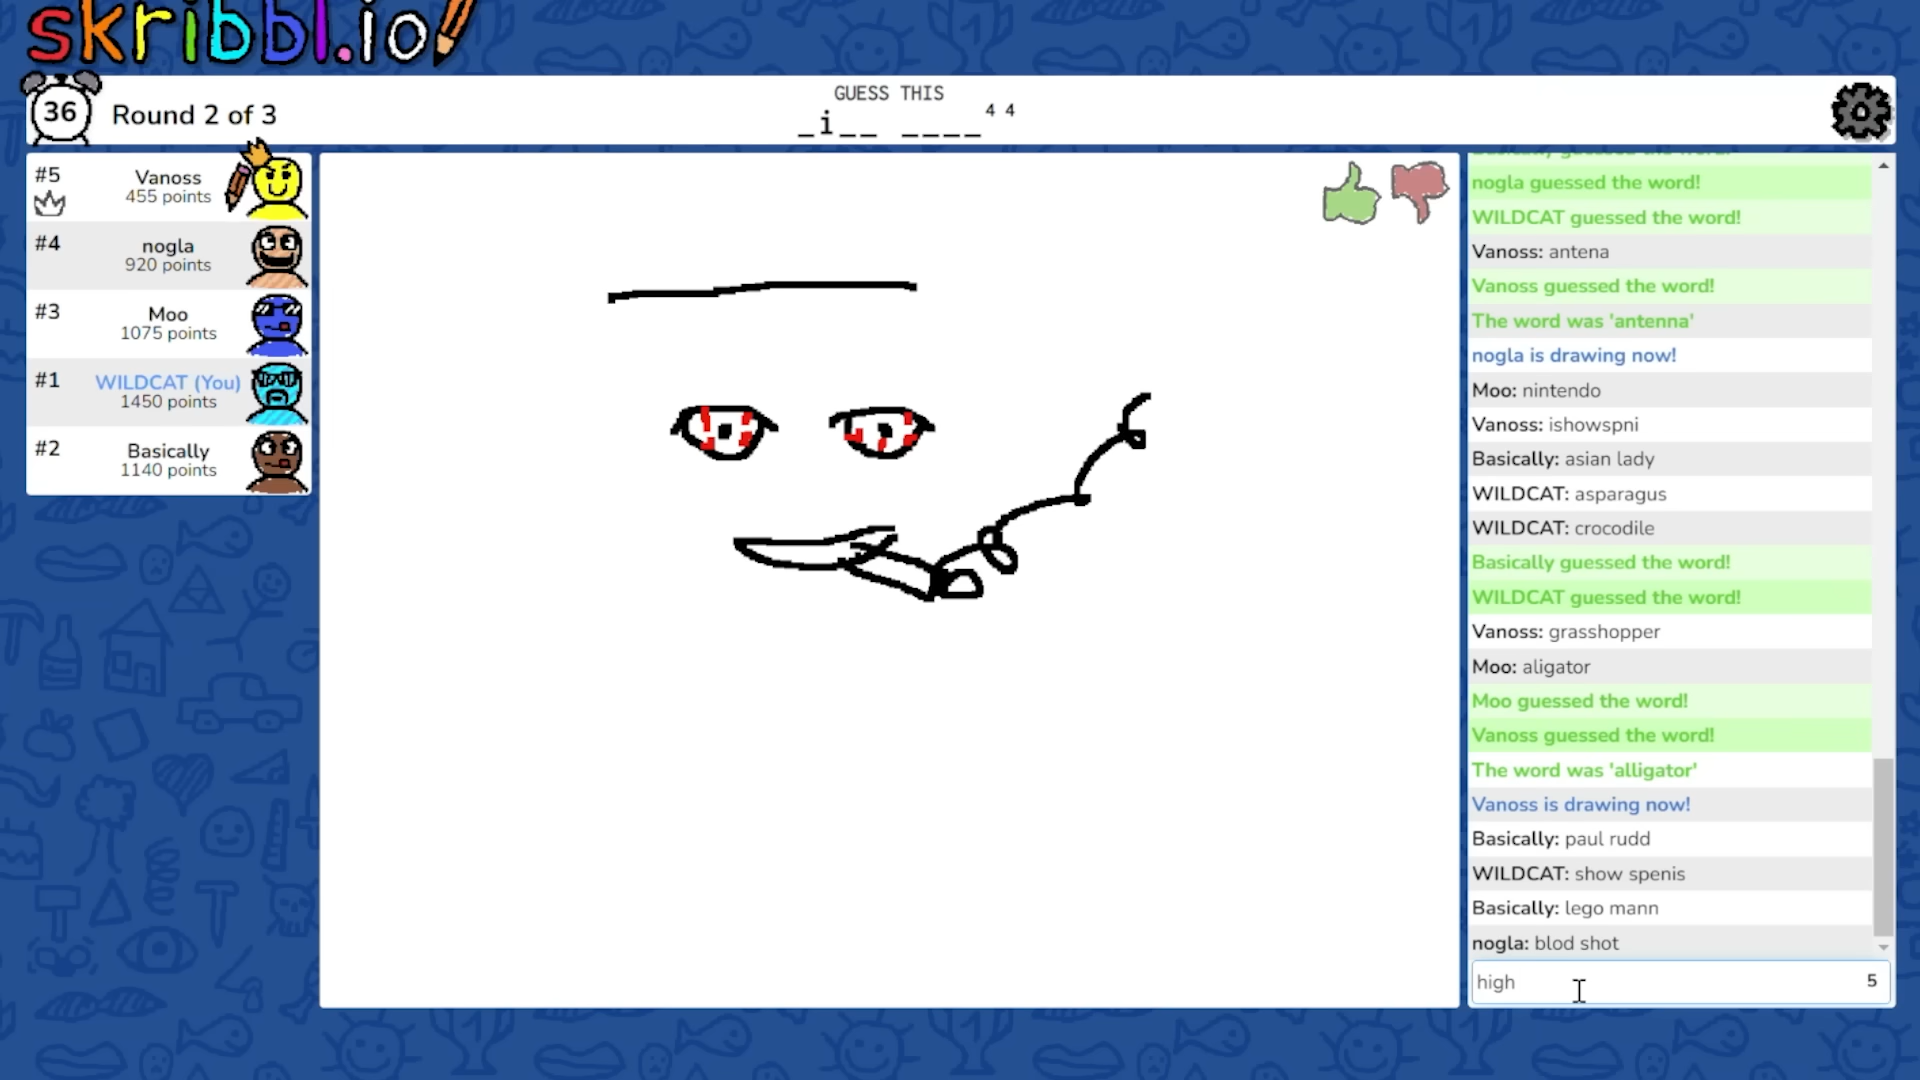 skribbl.io
36
Round 2 of 3
GUESS THIS
_i__ ____ 4 4
#5
Vanoss
455 points
#4
nogla
920 points
#3
Moo
1075 points
#1
WILDCAT (You)
1450 points
#2
Basically
1140 points
Basically guessed the word!
nogla guessed the word!
WILDCAT guessed the word!
Vanoss: antena
Vanoss guessed the word!
The word was 'antenna'
nogla is drawing now!
Moo: nintendo
Vanoss: ishowspni
Basically: asian lady
WILDCAT: asparagus
WILDCAT: crocodile
Basically guessed the word!
WILDCAT guessed the word!
Vanoss: grasshopper
Moo: aligator
Moo guessed the word!
Vanoss guessed the word!
The word was 'alligator'
Vanoss is drawing now!
Basically: paul rudd
WILDCAT: show spenis
Basically: lego mann
nogla: blod shot
high 5